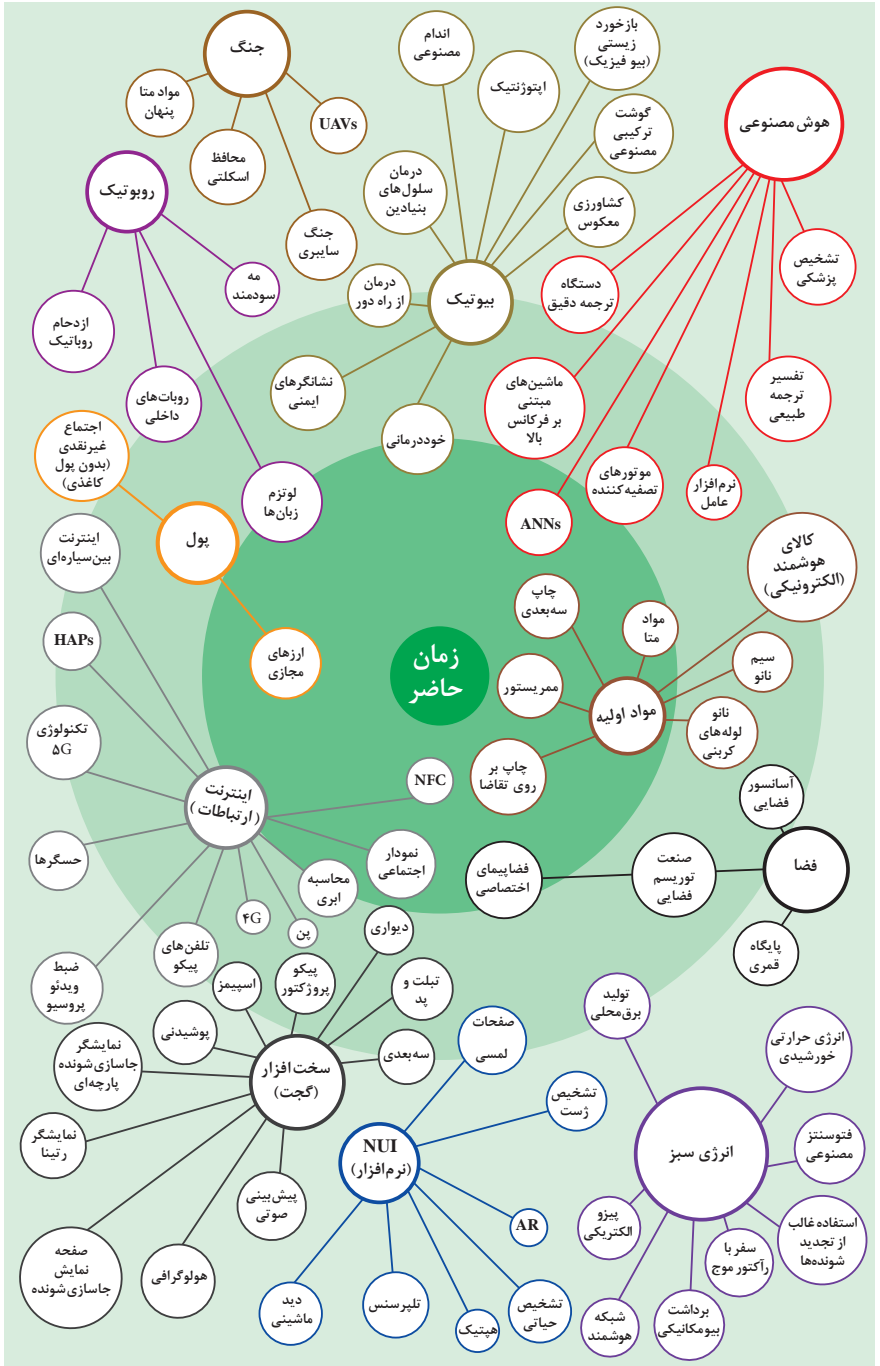 جنگ
مواد متا
پنهان
محافظ
اسکلتی
UAVs
جنگ
سایبری
روبوتیک
ازدحام
روباتیک
روبات‌های
داخلی
مه
سودمند
لوتزم
زبان‌ها
بیوتیک
اندام
مصنوعی
اپتوژنتیک
بازخورد
زیستی
(بیو فیزیک)
گوشت
ترکیبی
مصنوعی
کشاورزی
معکوس
درمان
سلول‌های
بنیادین
درمان
از راه دور
نشانگرهای
ایمنی
خوددرمانی
هوش مصنوعی
تشخیص
پزشکی
دستگاه
ترجمه دقیق
تفسیر
ترجمه
طبیعی
ماشین‌های
مبتنی
بر فرکانس
بالا
موتورهای
تصفیه‌کننده
نرم‌افزار
عامل
ANNs
پول
اجتماع
غیرنقدی
(بدون پول
کاغذی)
ارزهای
مجازی
زمان
حاضر
مواد اولیه
کالای
هوشمند
(الکترونیکی)
چاپ
سه‌بعدی
مواد
متا
سیم
نانو
ممریستور
نانو
لوله‌های
کربنی
چاپ بر
روی تقاضا
اینترنت
(ارتباطات)
اینترنت
بین‌سیاره‌ای
HAPs
تکنولوژی
۵G
حسگرها
ضبط
ویدئو
پروسیو
تلفن‌های
پیکو
۴G
پن
محاسبه
ابری
نمودار
اجتماعی
NFC
فضا
آسانسور
فضایی
صنعت
توریسم
فضایی
فضاپیمای
اختصاصی
پایگاه
قمری
سخت‌افزار
(گجت)
دیواری
پیکو
پروژکتور
اسپیمز
تبلت و
پد
پوشیدنی
سه‌بعدی
نمایشگر
جاسازی‌شونده
پارچه‌ای
نمایشگر
رتینا
پیش‌بینی
صوتی
صفحه
نمایش
جاسازی‌شونده
هولوگرافی
NUI
(نرم‌افزار)
صفحات
لمسی
تشخیص
ژست
AR
تشخیص
حیاتی
هپتیک
تلپرسنس
دید
ماشینی
انرژی سبز
تولید
برق‌محلی
انرژی حرارتی
خورشیدی
فتوسنتز
مصنوعی
استفاده غالب
از تجدید
شونده‌ها
سفر با
رآکتور موج
برداشت
بیومکانیکی
شبکه
هوشمند
پیزو
الکتریکی